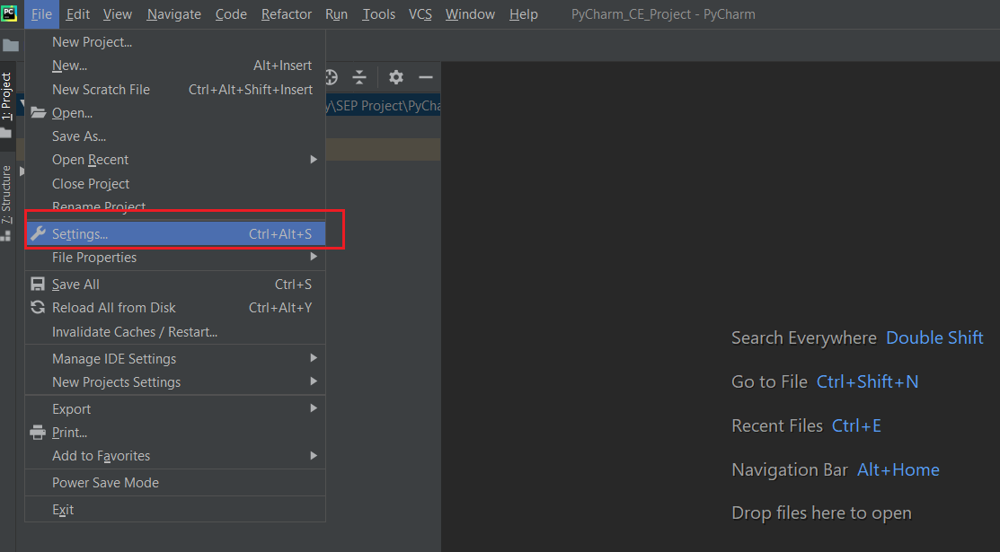 PC File Edit View Navigate Code Refactor Run Tools VCS Window Help PyCharm_CE_Project - PyCharm
New Project...
New... Alt+Insert
New Scratch File Ctrl+Alt+Shift+Insert
Open...
Save As...
Open Recent
Close Project
Rename Project...
Settings... Ctrl+Alt+S
File Properties
Save All Ctrl+S
Reload All from Disk Ctrl+Alt+Y
Invalidate Caches / Restart...
Manage IDE Settings
New Projects Settings
Export
Print...
Add to Favorites
Power Save Mode
Exit
1: Project
7: Structure
y\SEP Project\PyCha
Search Everywhere Double Shift
Go to File Ctrl+Shift+N
Recent Files Ctrl+E
Navigation Bar Alt+Home
Drop files here to open